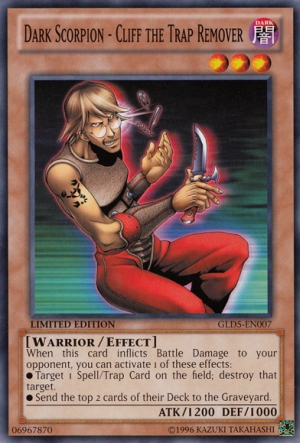 Dark Scorpion - Cliff the Trap Remover
DARK
闇
LIMITED EDITION
GLD5-EN007
[Warrior/Effect]
When this card inflicts Battle Damage to your
opponent, you can activate 1 of these effects:
●Target 1 Spell/Trap Card on the field; destroy that
target.
●Send the top 2 cards of their Deck to the Graveyard.
ATK/1200 DEF/1000
06967870
©1996 KAZUKI TAKAHASHI